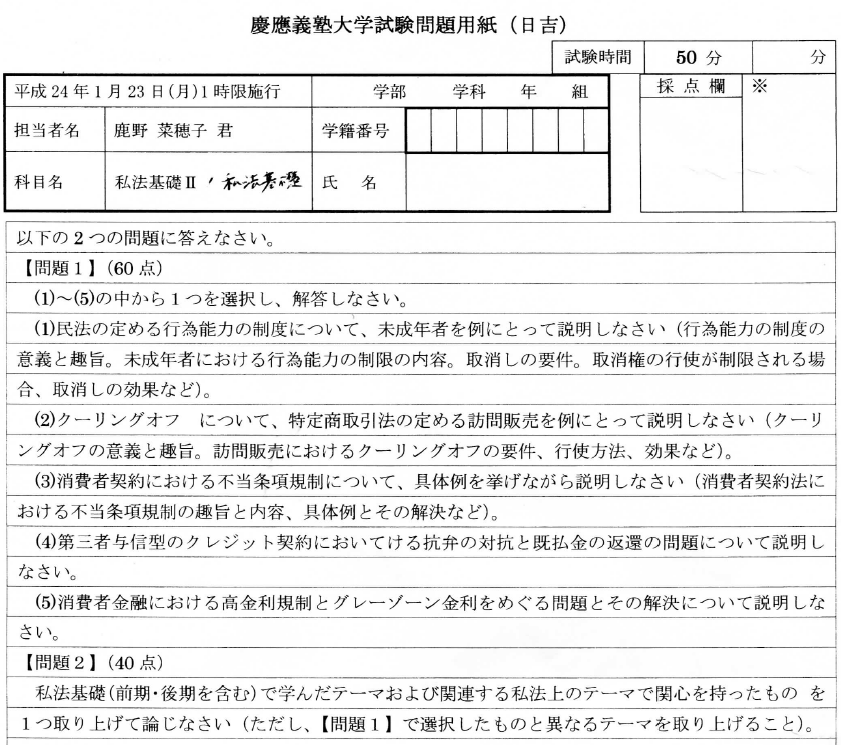 慶應義塾大学試験問題用紙（日吉）
試験時間 50 分 分
平成 24 年 1 月 23 日(月)1 時限施行 学部 学科 年 組 採 点 欄 ※
担当者名 鹿野 菜穂子 君 学籍番号
科目名 私法基礎Ⅱ ，私法基礎 氏 名
以下の 2 つの問題に答えなさい。
【問題 1 】（60 点）
(1)～(5)の中から 1 つを選択し、解答しなさい。
(1)民法の定める行為能力の制度について、未成年者を例にとって説明しなさい（行為能力の制度の
意義と趣旨。未成年者における行為能力の制限の内容。取消しの要件。取消権の行使が制限される場
合、取消しの効果など）。
(2)クーリングオフ　について、特定商取引法の定める訪問販売を例にとって説明しなさい（クーリ
ングオフの意義と趣旨。訪問販売におけるクーリングオフの要件、行使方法、効果など）。
(3)消費者契約における不当条項規制について、具体例を挙げながら説明しなさい（消費者契約法に
おける不当条項規制の趣旨と内容、具体例とその解決など）。
(4)第三者与信型のクレジット契約においてける抗弁の対抗と既払金の返還の問題について説明し
なさい。
(5)消費者金融における高金利規制とグレーゾーン金利をめぐる問題とその解決について説明しな
さい。
【問題 2 】（40 点）
私法基礎(前期・後期を含む)で学んだテーマおよび関連する私法上のテーマで関心を持ったもの を
1 つ取り上げて論じなさい（ただし、【問題 1 】で選択したものと異なるテーマを取り上げること）。